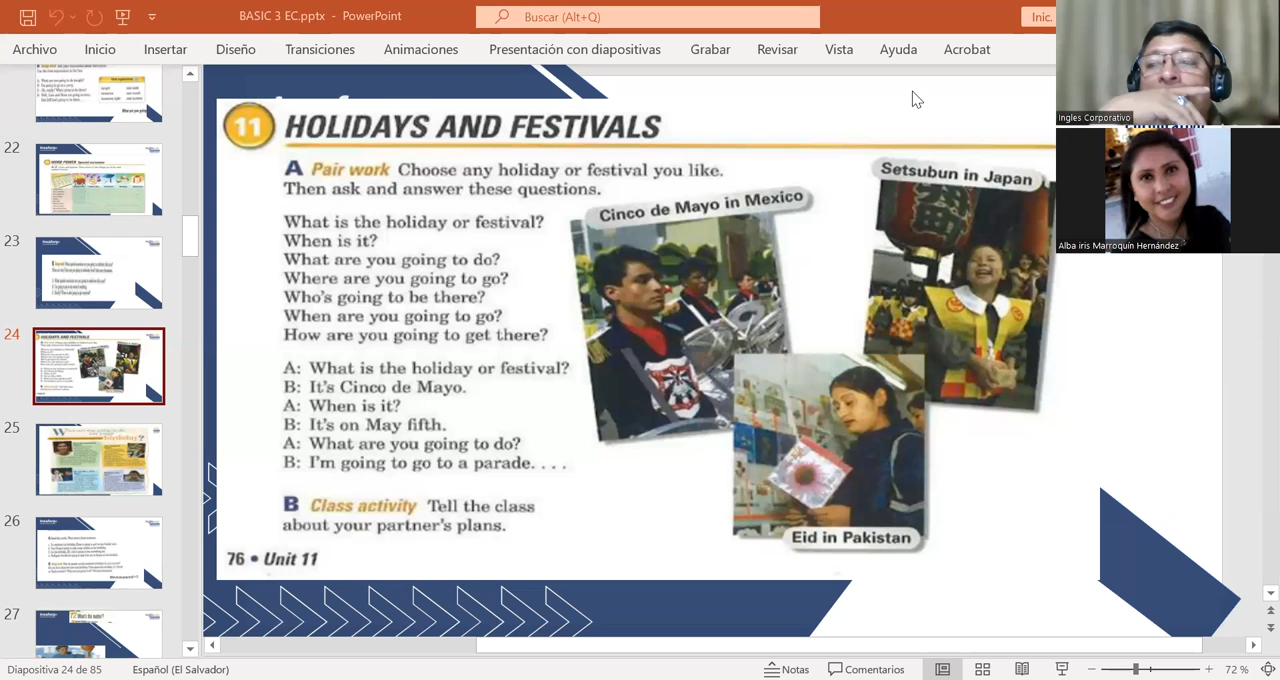 BASIC 3 EC.pptx - PowerPoint
Buscar (Alt+Q)
Inic.
Archivo Inicio Insertar Diseño Transiciones Animaciones Presentación con diapositivas Grabar Revisar Vista Ayuda Acrobat
Ingles Corporativo
Alba iris Marroquín Hernández
22
23
24
25
26
27
11 HOLIDAYS AND FESTIVALS
A Pair work Choose any holiday or festival you like.
Then ask and answer these questions.
What is the holiday or festival?
When is it?
What are you going to do?
Where are you going to go?
Who's going to be there?
When are you going to go?
How are you going to get there?
A: What is the holiday or festival?
B: It's Cinco de Mayo.
A: When is it?
B: It's on May fifth.
A: What are you going to do?
B: I'm going to go to a parade. . . .
B Class activity Tell the class
about your partner's plans.
76 • Unit 11
Cinco de Mayo in Mexico
Setsubun in Japan
Eid in Pakistan
Diapositiva 24 de 85
Español (El Salvador)
Notas
Comentarios
72 %